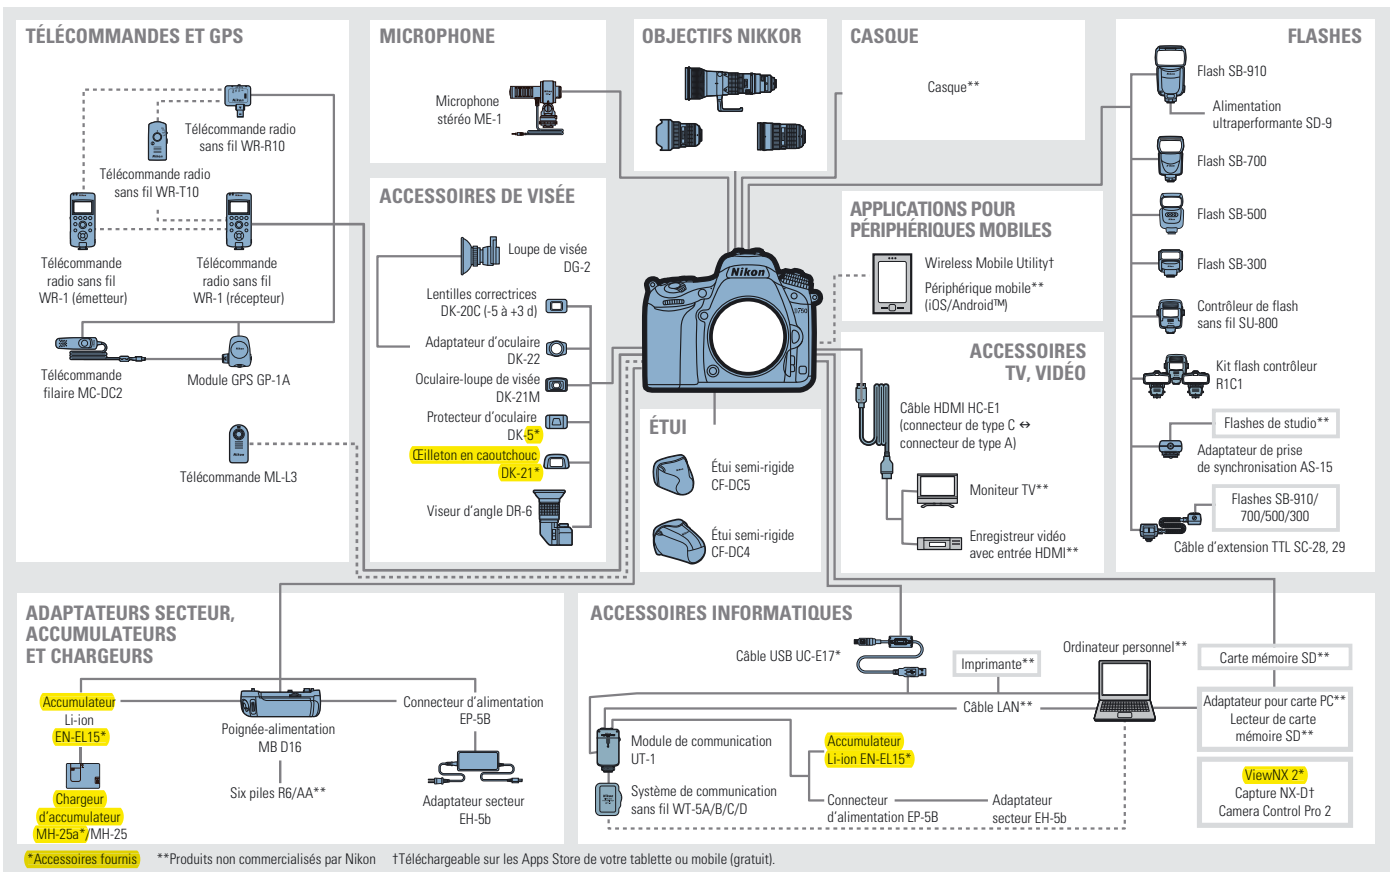 TÉLÉCOMMANDES ET GPS
Télécommande radio
sans fil WR-R10
Télécommande radio
sans fil WR-T10
Télécommande
radio sans fil
WR-1 (émetteur)
Télécommande
radio sans fil
WR-1 (récepteur)
Télécommande
filaire MC-DC2
Module GPS GP-1A
Télécommande ML-L3
MICROPHONE
Microphone
stéréo ME-1
ACCESSOIRES DE VISÉE
Loupe de visée
DG-2
Lentilles correctrices
DK-20C (-5 à +3 d)
Adaptateur d'oculaire
DK-22
Oculaire-loupe de visée
DK-21M
Protecteur d'oculaire
DK-5*
Œilleton en caoutchouc
DK-21*
Viseur d'angle DR-6
OBJECTIFS NIKKOR
Nikon
D750
ÉTUI
Étui semi-rigide
CF-DC5
Étui semi-rigide
CF-DC4
CASQUE
Casque**
APPLICATIONS POUR
PÉRIPHÉRIQUES MOBILES
Wireless Mobile Utility†
Périphérique mobile**
(iOS/Android™)
ACCESSOIRES
TV, VIDÉO
Câble HDMI HC-E1
(connecteur de type C ↔
connecteur de type A)
Moniteur TV**
Enregistreur vidéo
avec entrée HDMI**
FLASHES
Flash SB-910
Alimentation
ultraperformante SD-9
Flash SB-700
Flash SB-500
Flash SB-300
Contrôleur de flash
sans fil SU-800
Kit flash contrôleur
R1C1
Flashes de studio**
Adaptateur de prise
de synchronisation AS-15
Flashes SB-910/
700/500/300
Câble d'extension TTL SC-28, 29
ADAPTATEURS SECTEUR,
ACCUMULATEURS
ET CHARGEURS
Accumulateur
Li-ion
EN-EL15*
Chargeur
d'accumulateur
MH-25a*/MH-25
Poignée-alimentation
MB D16
Six piles R6/AA**
Connecteur d'alimentation
EP-5B
Adaptateur secteur
EH-5b
ACCESSOIRES INFORMATIQUES
Câble USB UC-E17*
Imprimante**
Ordinateur personnel**
Câble LAN**
Module de communication
UT-1
Système de communication
sans fil WT-5A/B/C/D
Accumulateur
Li-ion EN-EL15*
Connecteur
d'alimentation EP-5B
Adaptateur
secteur EH-5b
Carte mémoire SD**
Adaptateur pour carte PC**
Lecteur de carte
mémoire SD**
ViewNX 2*
Capture NX-D†
Camera Control Pro 2
*Accessoires fournis **Produits non commercialisés par Nikon †Téléchargeable sur les Apps Store de votre tablette ou mobile (gratuit).